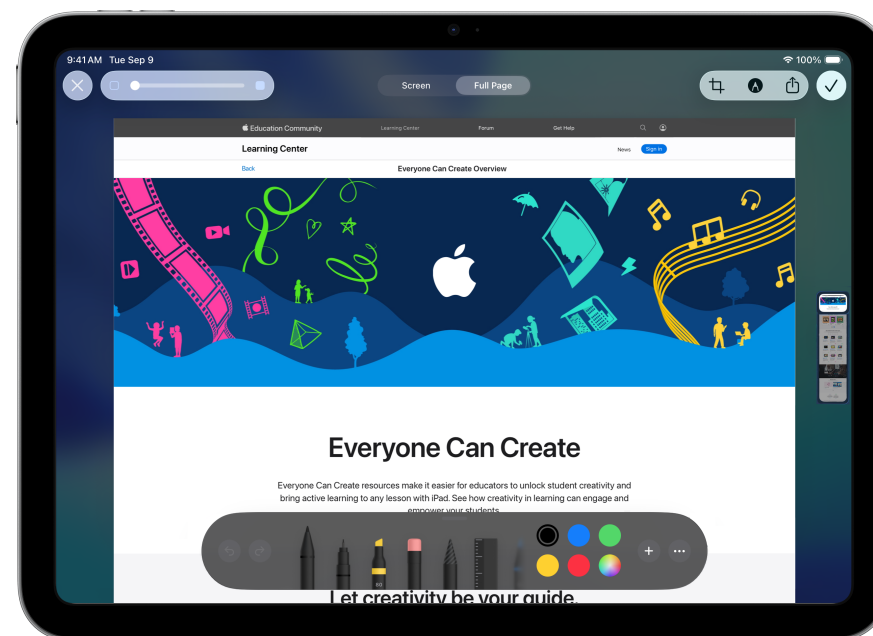 9:41 AM Tue Sep 9
100%
Screen
Full Page
Education Community
Learning Center
Forum
Get Help
Learning Center
News
Sign in
Back
Everyone Can Create Overview
Everyone Can Create
Everyone Can Create resources make it easier for educators to unlock student creativity and
bring active learning to any lesson with iPad. See how creativity in learning can engage and
empower your students.
Let creativity be your guide.